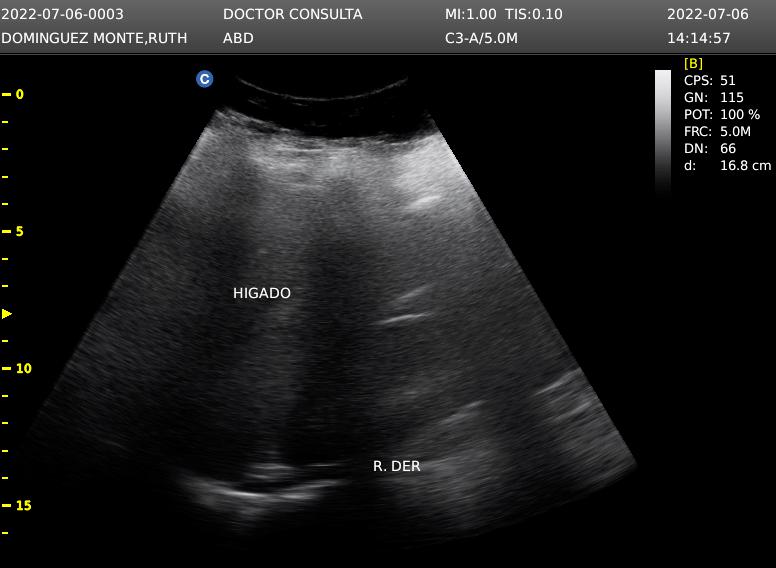 2022-07-06-0003 DOCTOR CONSULTA MI:1.00 TIS:0.10 2022-07-06
DOMINGUEZ MONTE,RUTH ABD C3-A/5.0M 14:14:57
C
[B]
CPS: 51
GN: 115
POT: 100 %
FRC: 5.0M
DN: 66
d: 16.8 cm
0
5
HIGADO
10
R. DER
15